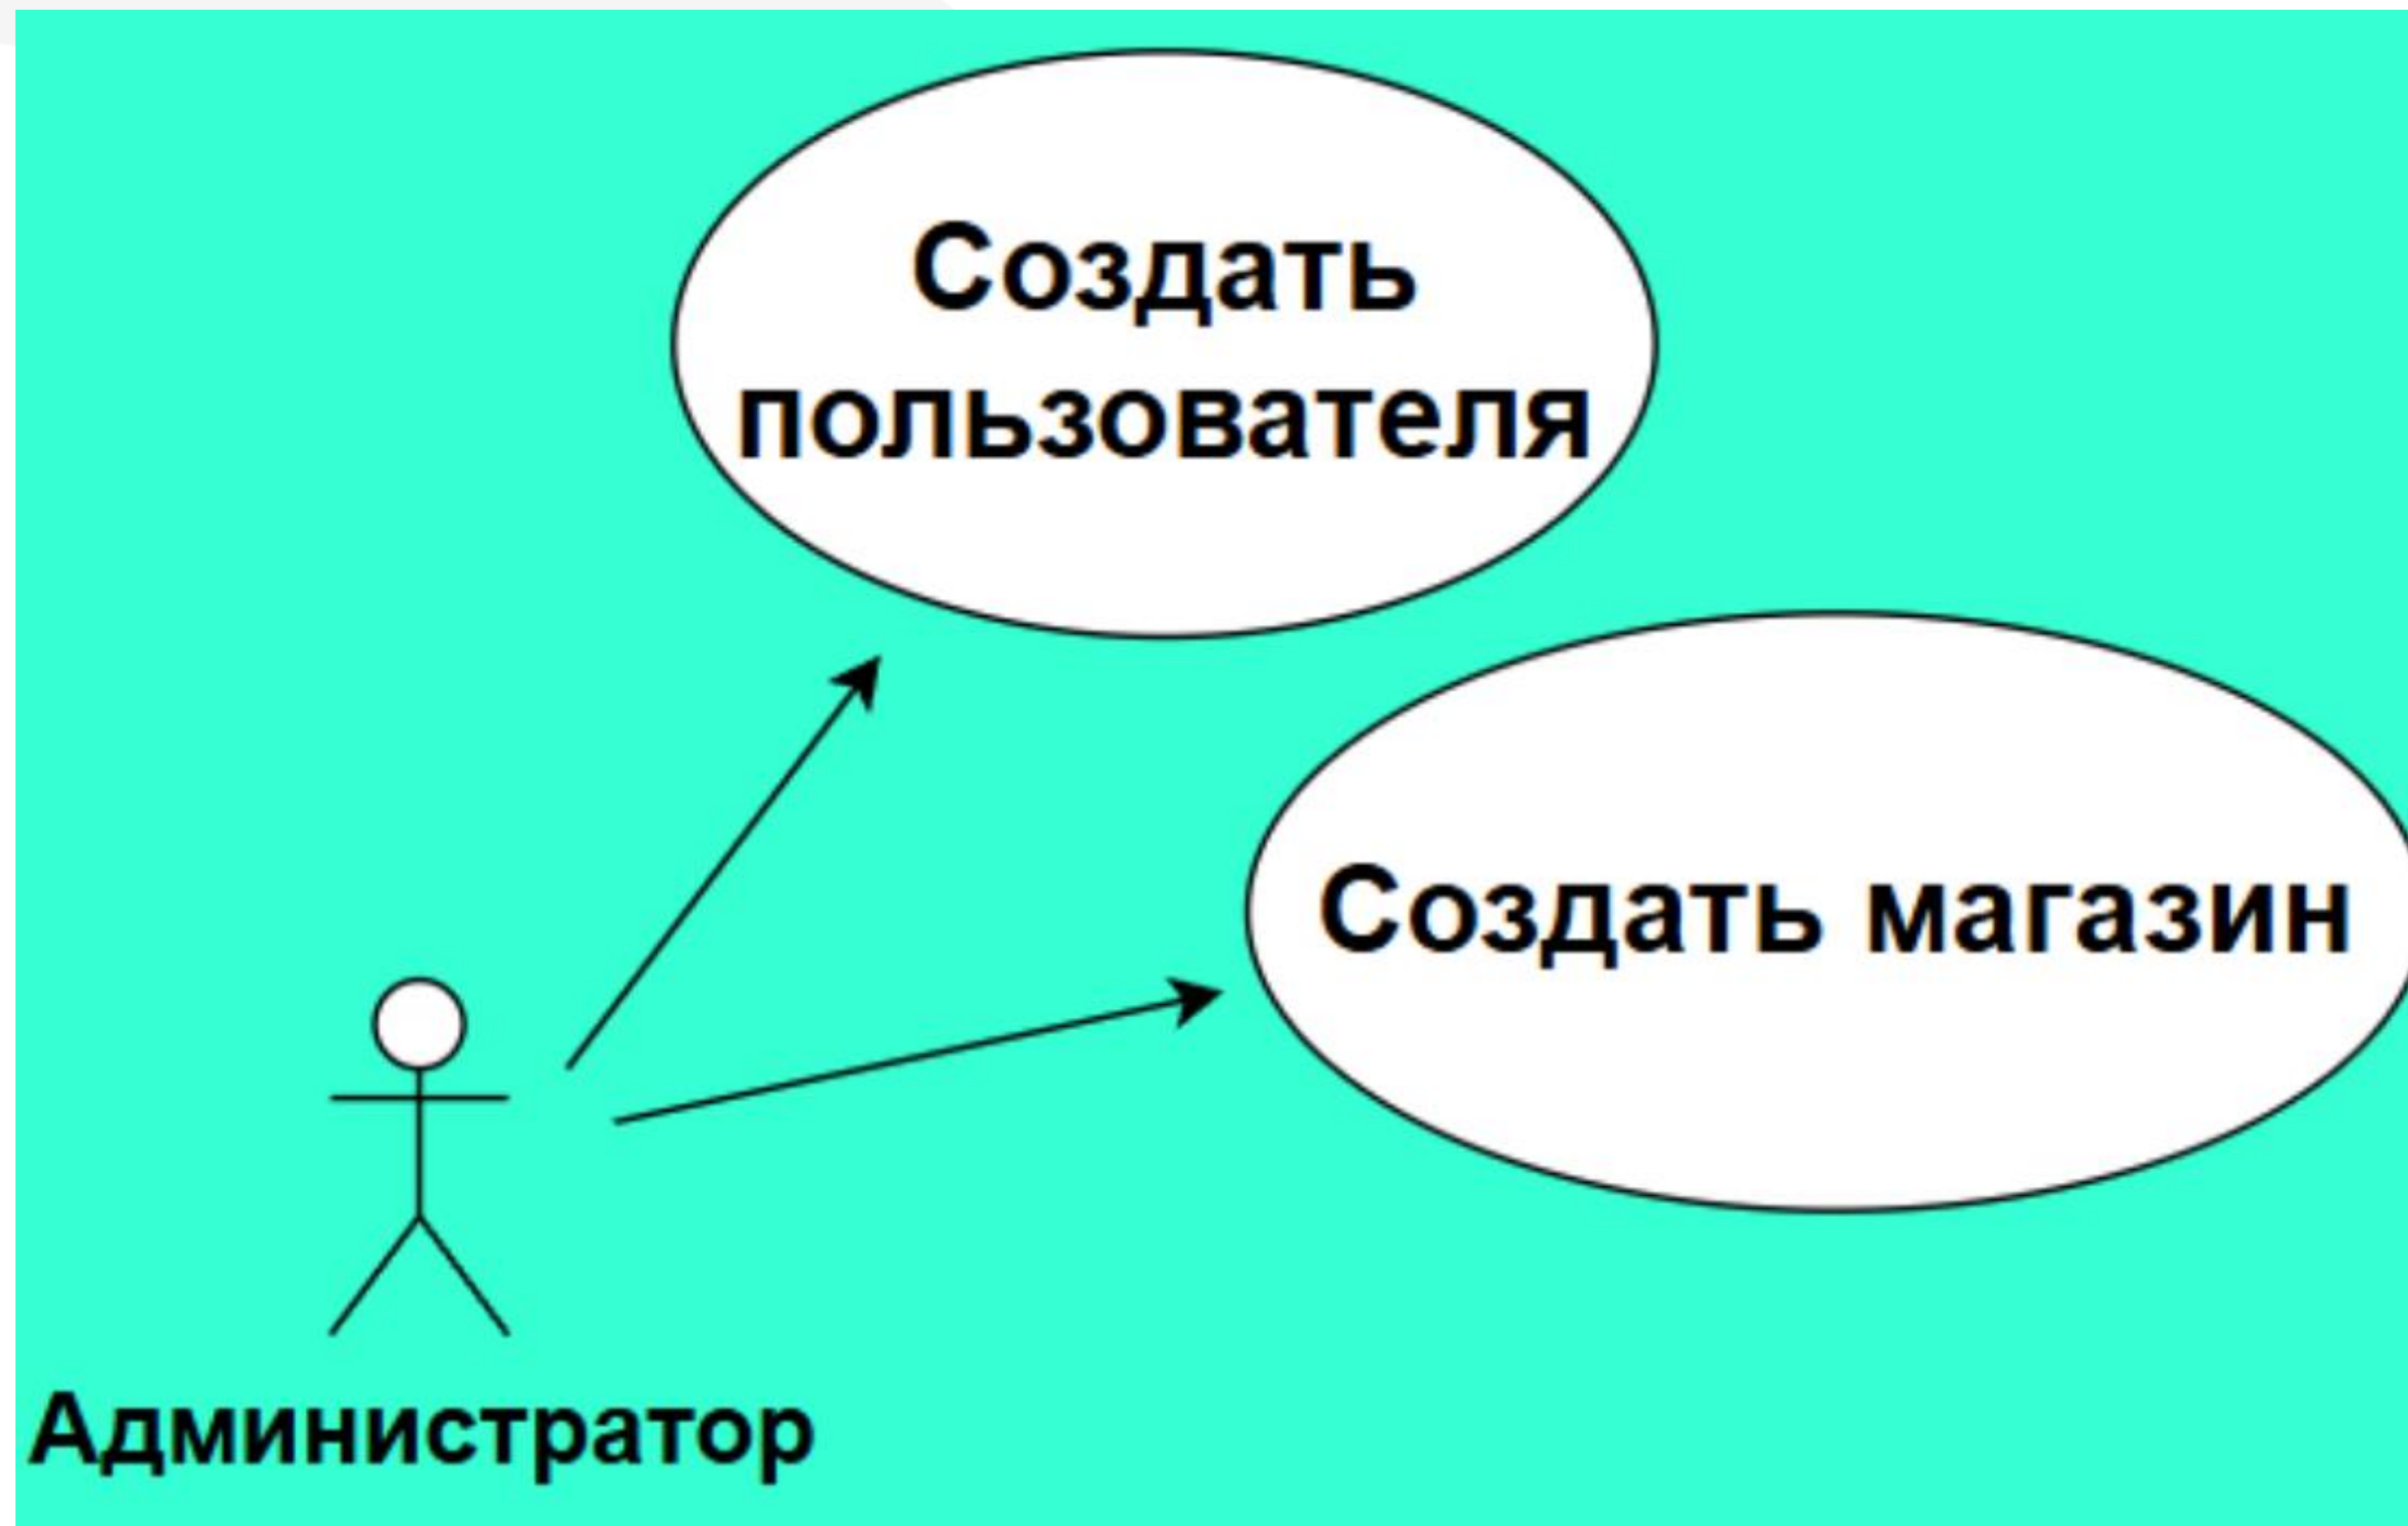 Создать
пользователя
Создать магазин
Администратор